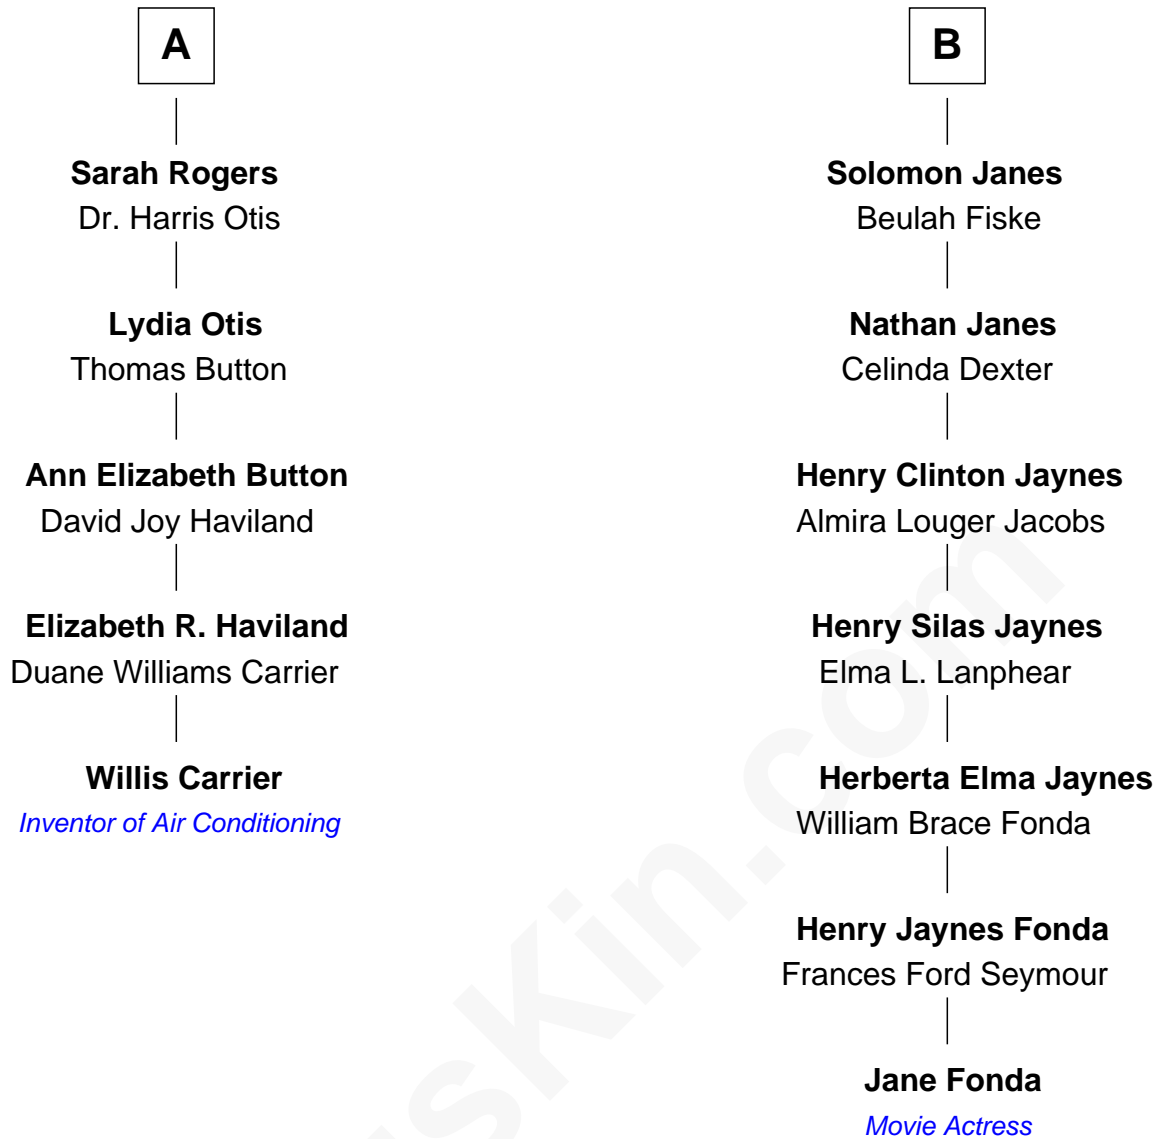 A
Sarah Rogers
Dr. Harris Otis
Lydia Otis
Thomas Button
Ann Elizabeth Button
David Joy Haviland
Elizabeth R. Haviland
Duane Williams Carrier
Willis Carrier
Inventor of Air Conditioning
B
Solomon Janes
Beulah Fiske
Nathan Janes
Celinda Dexter
Henry Clinton Jaynes
Almira Louger Jacobs
Henry Silas Jaynes
Elma L. Lanphear
Herberta Elma Jaynes
William Brace Fonda
Henry Jaynes Fonda
Frances Ford Seymour
Jane Fonda
Movie Actress
sKin.com